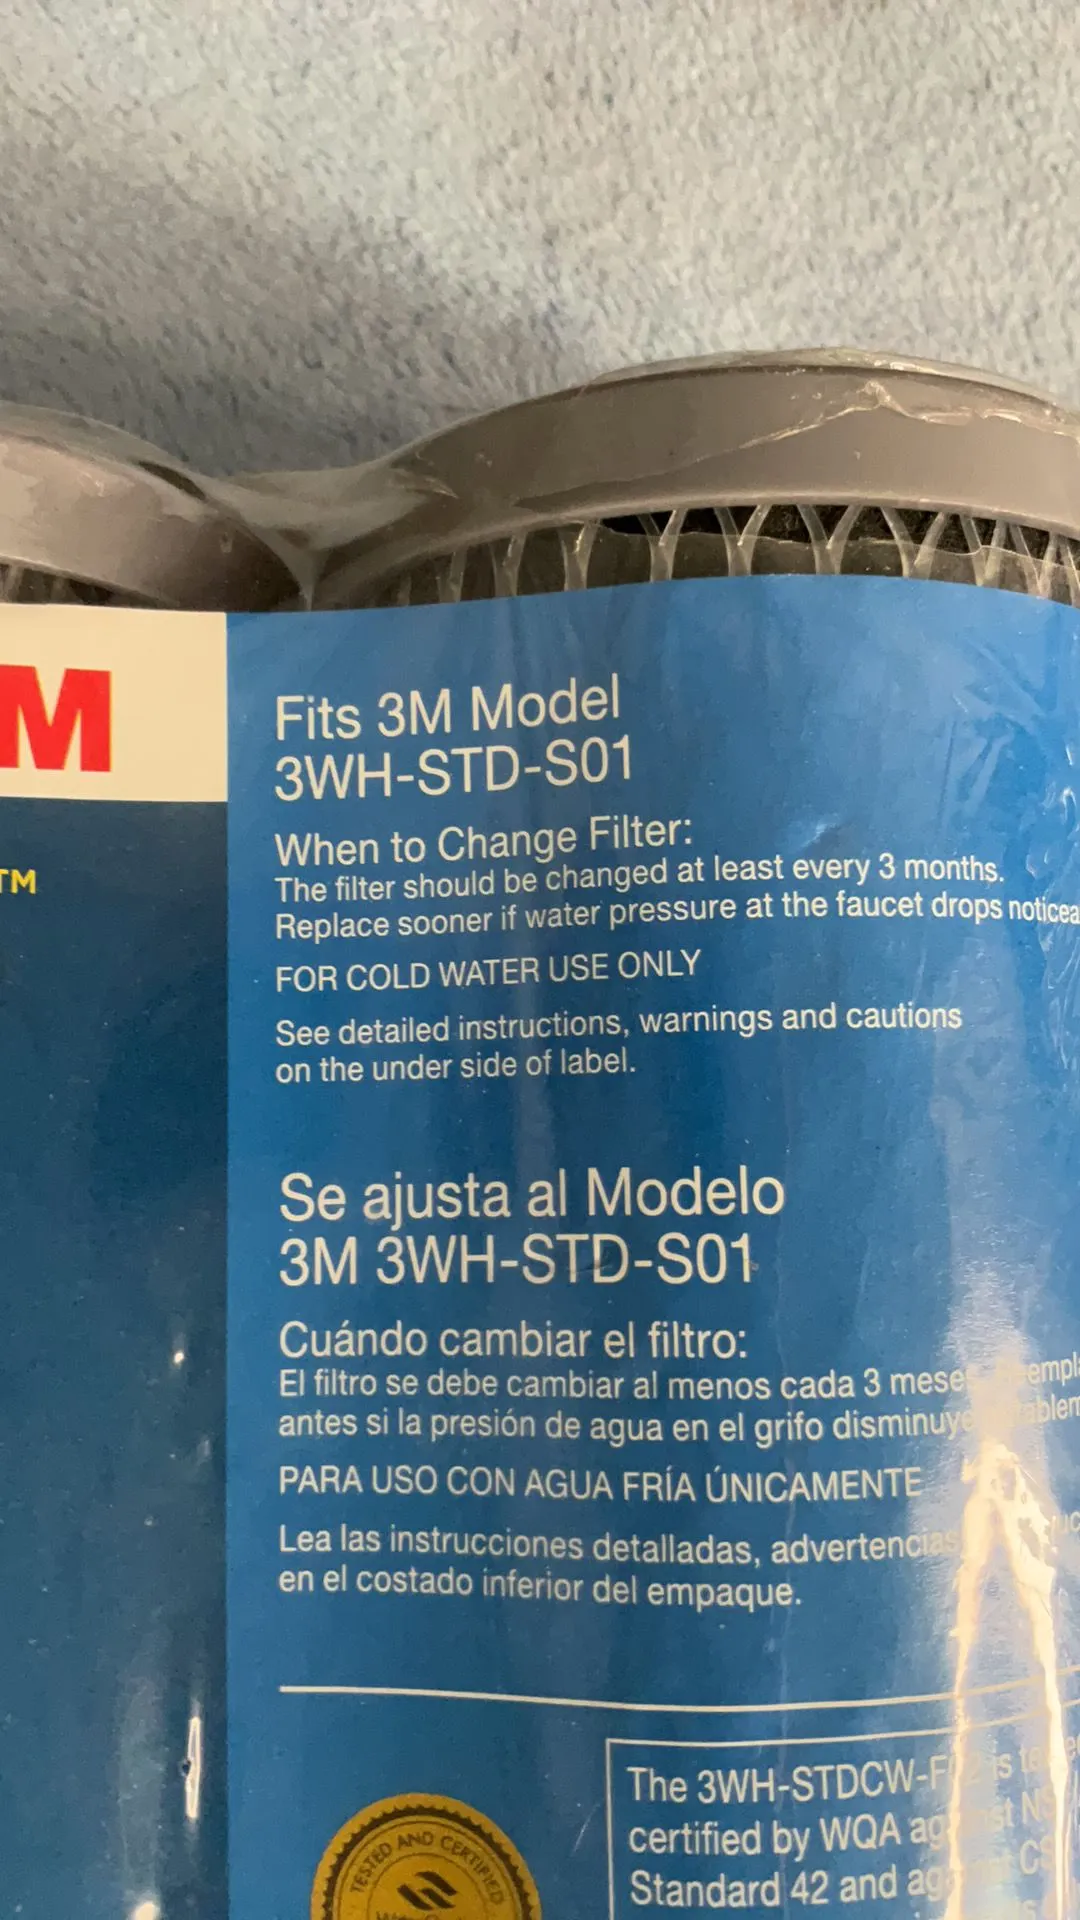 M
TM
Fits 3M Model
3WH-STD-S01
When to Change Filter:
The filter should be changed at least every 3 months.
Replace sooner if water pressure at the faucet drops
FOR COLD WATER USE ONLY
See detailed instructions, warnings and cautions
on the under side of label.
Se ajusta al Modelo
3M 3WH-STD-S01
Cuándo cambiar el filtro:
El filtro se debe cambiar al menos cada 3
antes si la presión de agua en el grifo
PARA USO CON AGUA FRÍA ÚNICAMENTE
Lea las instrucciones detalladas,
en el costado inferior del empaque.
TESTED AND CERTIFIED
The
certified by WQA
Standard 42 and